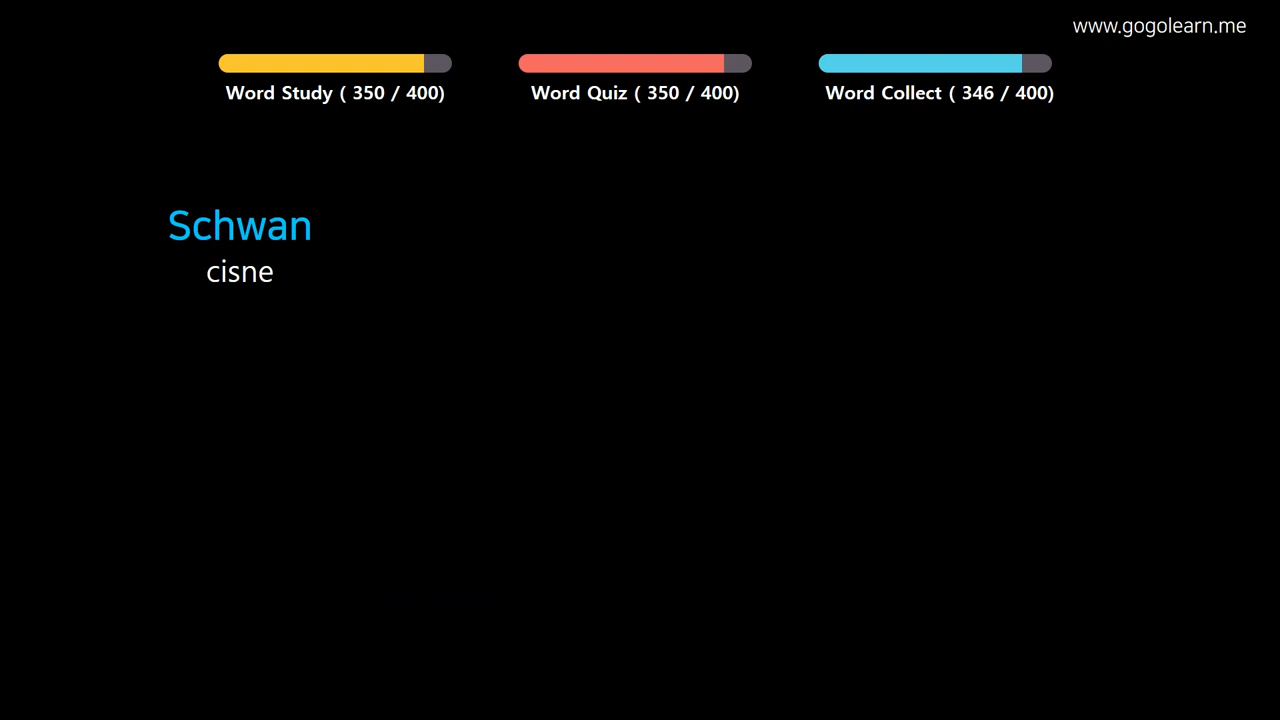 www.gogolearn.me
Word Study ( 350 / 400)
Word Quiz ( 350 / 400)
Word Collect ( 346 / 400)
Schwan
cisne